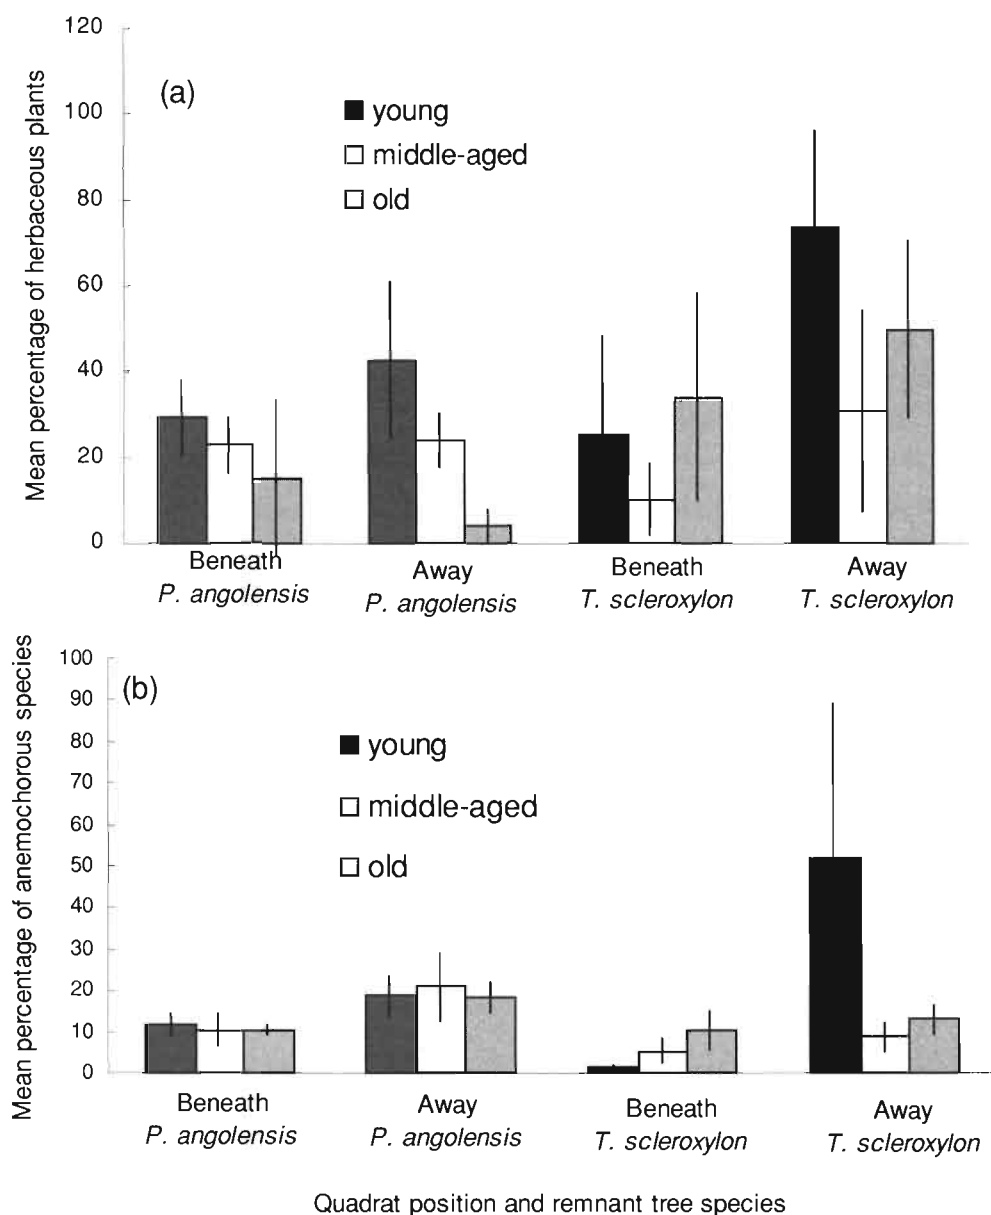 120
100
80
60
40
20
0
Mean percentage of herbaceous plants
(a)
young
middle-aged
old
Beneath
P. angolensis
Away
P. angolensis
Beneath
T. scleroxylon
Away
T. scleroxylon
100
90
80
70
60
50
40
30
20
10
0
Mean percentage of anemochorous species
(b)
young
middle-aged
old
Beneath
P. angolensis
Away
P. angolensis
Beneath
T. scleroxylon
Away
T. scleroxylon
Quadrat position and remnant tree species